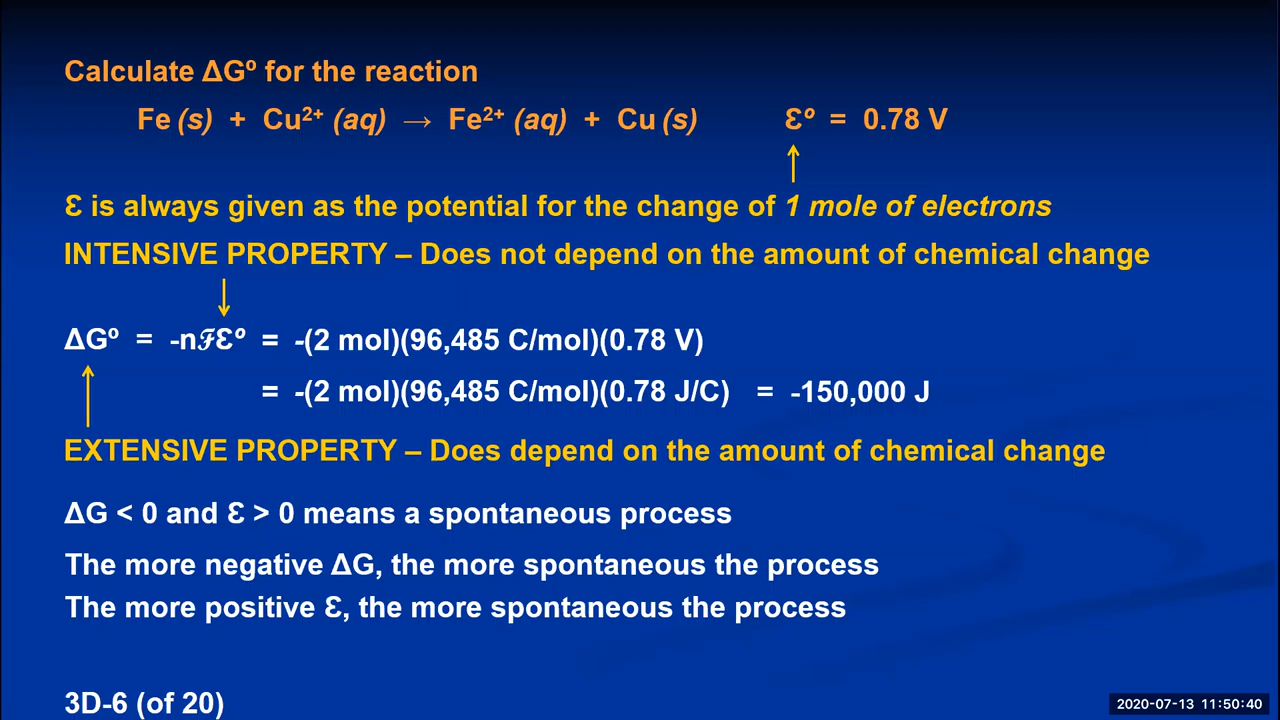 Calculate ΔGº for the reaction
Fe (s) + Cu²⁺ (aq) → Fe²⁺ (aq) + Cu (s) Ɛº = 0.78 V
Ɛ is always given as the potential for the change of 1 mole of electrons
INTENSIVE PROPERTY – Does not depend on the amount of chemical change
ΔGº = -nℱƐº = -(2 mol)(96,485 C/mol)(0.78 V)
= -(2 mol)(96,485 C/mol)(0.78 J/C) = -150,000 J
EXTENSIVE PROPERTY – Does depend on the amount of chemical change
ΔG < 0 and Ɛ > 0 means a spontaneous process
The more negative ΔG, the more spontaneous the process
The more positive Ɛ, the more spontaneous the process
3D-6 (of 20)
2020-07-13 11:50:40